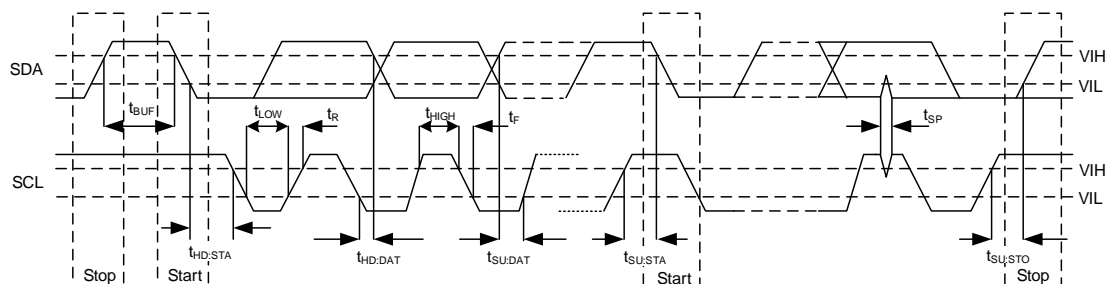 SDA
VIH
VIL
tBUF
tLOW
tR
tHIGH
tF
tSP
SCL
VIH
VIL
tHD:STA
tHD:DAT
tSU:DAT
tSU:STA
tSU:STO
Stop
Start
Start
Stop